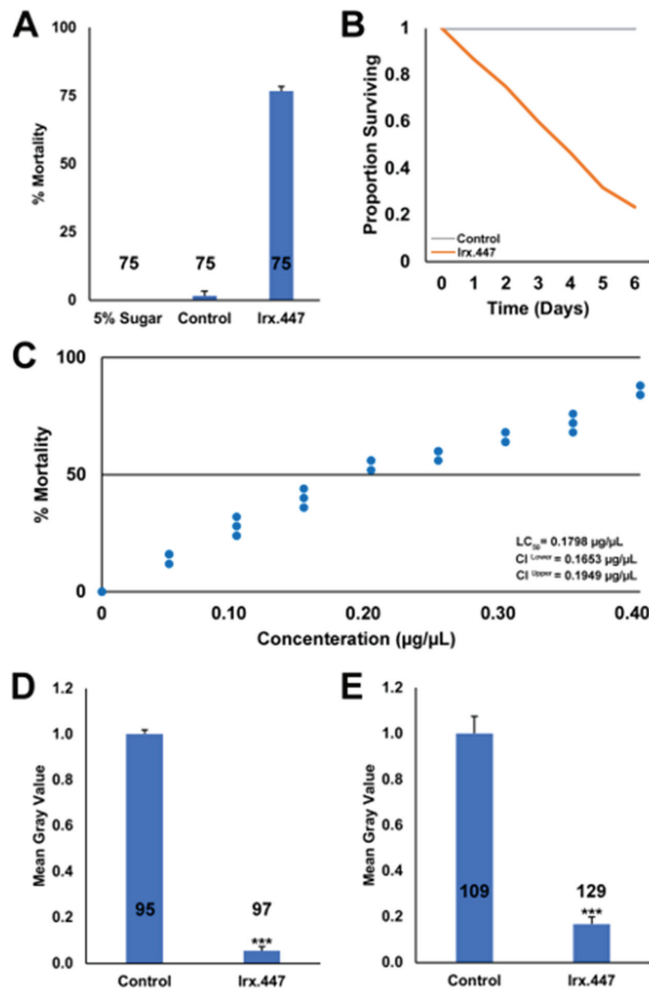 A
100
75
50
25
0
% Mortality
75
75
75
5% Sugar
Control
Irx.447
B
1
0.8
0.6
0.4
0.2
0
Proportion Surviving
Control
Irx.447
0 1 2 3 4 5 6
Time (Days)
C
100
50
0
% Mortality
LC50 = 0.1798 µg/µL
CI Lower = 0.1653 µg/µL
CI Upper = 0.1949 µg/µL
0 0.10 0.20 0.30 0.40
Concenteration (µg/µL)
D
1.2
1.0
0.8
0.6
0.4
0.2
0.0
Mean Gray Value
95
97
***
Control Irx.447
E
1.2
1.0
0.8
0.6
0.4
0.2
0.0
Mean Gray Value
109
129
***
Control Irx.447